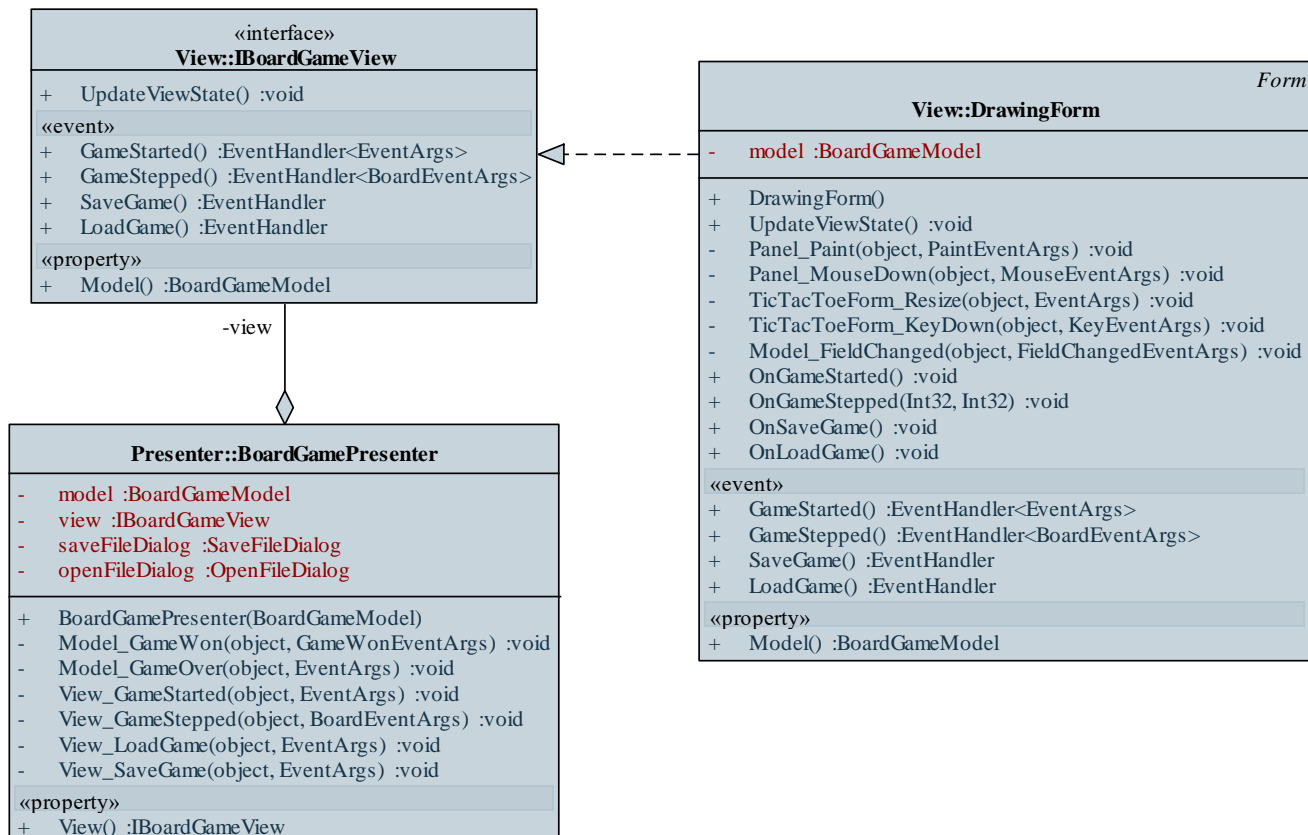 «interface»
View::IBoardGameView
+ UpdateViewState() :void
«event»
+ GameStarted() :EventHandler<EventArgs>
+ GameStepped() :EventHandler<BoardEventArgs>
+ SaveGame() :EventHandler
+ LoadGame() :EventHandler
«property»
+ Model() :BoardGameModel
-view
Presenter::BoardGamePresenter
- model :BoardGameModel
- view :IBoardGameView
- saveFileDialog :SaveFileDialog
- openFileDialog :OpenFileDialog
+ BoardGamePresenter(BoardGameModel)
- Model_GameWon(object, GameWonEventArgs) :void
- Model_GameOver(object, EventArgs) :void
- View_GameStarted(object, EventArgs) :void
- View_GameStepped(object, BoardEventArgs) :void
- View_LoadGame(object, EventArgs) :void
- View_SaveGame(object, EventArgs) :void
«property»
+ View() :IBoardGameView
Form
View::DrawingForm
- model :BoardGameModel
+ DrawingForm()
+ UpdateViewState() :void
- Panel_Paint(object, PaintEventArgs) :void
- Panel_MouseDown(object, MouseEventArgs) :void
- TicTacToeForm_Resize(object, EventArgs) :void
- TicTacToeForm_KeyDown(object, KeyEventArgs) :void
- Model_FieldChanged(object, FieldChangedEventArgs) :void
+ OnGameStarted() :void
+ OnGameStepped(Int32, Int32) :void
+ OnSaveGame() :void
+ OnLoadGame() :void
«event»
+ GameStarted() :EventHandler<EventArgs>
+ GameStepped() :EventHandler<BoardEventArgs>
+ SaveGame() :EventHandler
+ LoadGame() :EventHandler
«property»
+ Model() :BoardGameModel